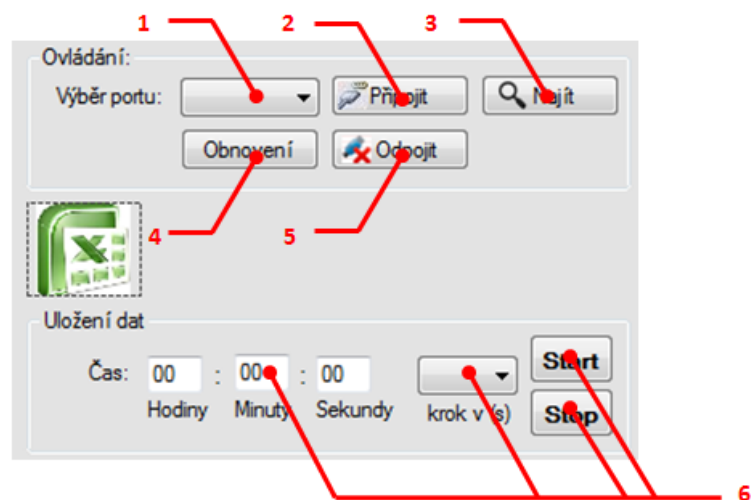 1 2 3
Ovládání:
Výběr portu: Připojit Najít
Obnovení Odpojit
4 5
Uložení dat
Čas: 00 : 00 : 00 Start
Hodiny Minuty Sekundy krok v (s) Stop
6